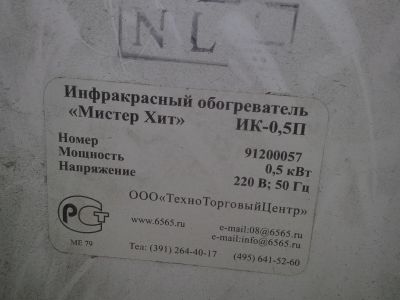 NL
Инфракрасный обогреватель
«Мистер Хит» ИК-0,5П
Номер 91200057
Мощность 0,5 кВт
Напряжение 220 В; 50 Гц
ООО«ТехноТорговыйЦентр»
www.6565.ru e-mail:08@6565.ru
e-mail:info@6565.ru
РСТ
МЕ 79
Тел: (391) 264-40-17 (495) 641-52-60